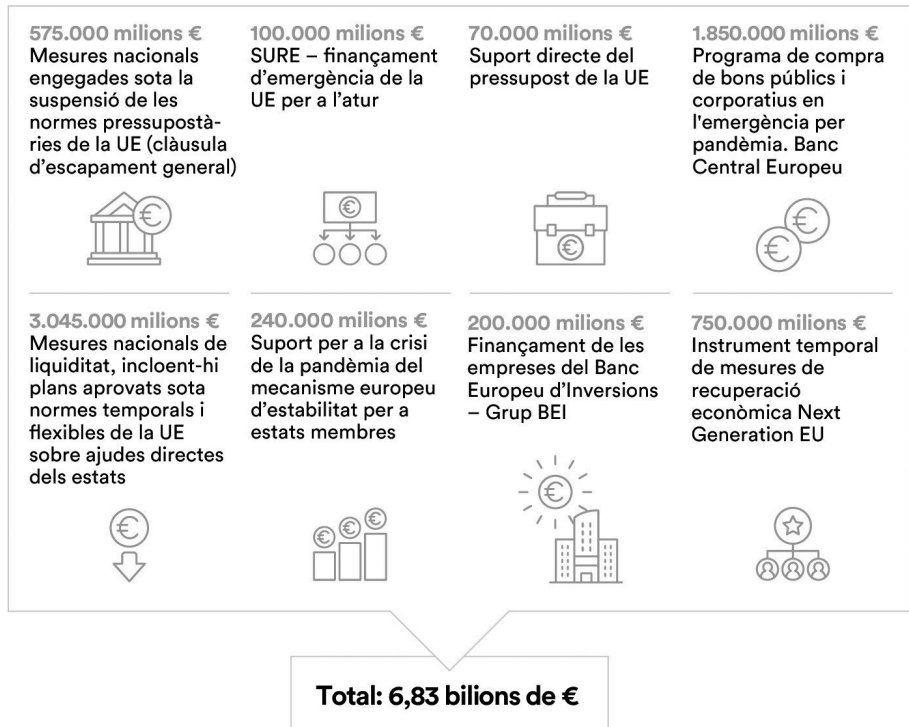 575.000 milions €
Mesures nacionals
engegades sota la
suspensió de les
normes pressupostà-
ries de la UE (clàusula
d’escapament general)
100.000 milions €
SURE – finançament
d’emergència de la
UE per a l’atur
70.000 milions €
Suport directe del
pressupost de la UE
1.850.000 milions €
Programa de compra
de bons públics i
corporatius en
l'emergència per
pandèmia. Banc
Central Europeu
3.045.000 milions €
Mesures nacionals de
liquiditat, incloent-hi
plans aprovats sota
normes temporals i
flexibles de la UE
sobre ajudes directes
dels estats
240.000 milions €
Suport per a la crisi
de la pandèmia del
mecanisme europeu
d’estabilitat per a
estats membres
200.000 milions €
Finançament de les
empreses del Banc
Europeu d’Inversions
– Grup BEI
750.000 milions €
Instrument temporal
de mesures de
recuperació
econòmica Next
Generation EU
Total: 6,83 bilions de €